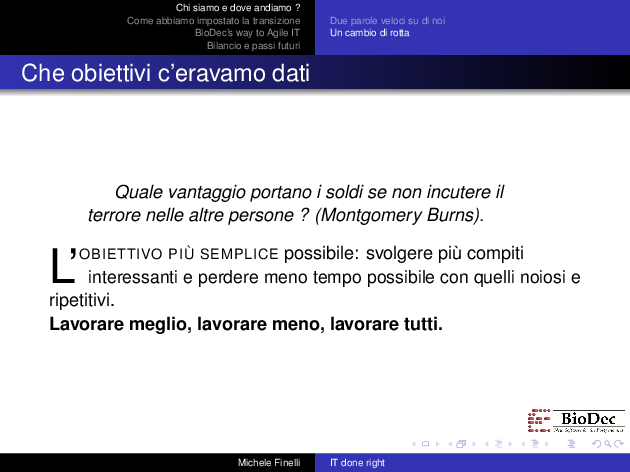 Chi siamo e dove andiamo ?
Come abbiamo impostato la transizione
BioDec's way to Agile IT
Bilancio e passi futuri
Due parole veloci su di noi
Un cambio di rotta
Che obiettivi c'eravamo dati
Quale vantaggio portano i soldi se non incutere il
terrore nelle altre persone ? (Montgomery Burns).
L'OBIETTIVO PIÙ SEMPLICE possibile: svolgere più compiti
interessanti e perdere meno tempo possibile con quelli noiosi e
ripetitivi.
Lavorare meglio, lavorare meno, lavorare tutti.
BioDec
Michele Finelli
IT done right